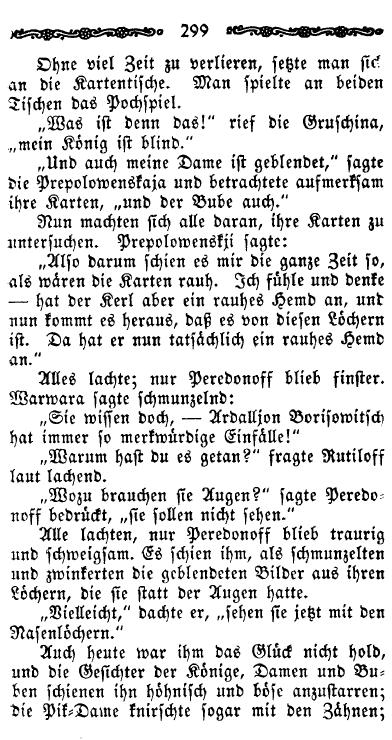 299
Ohne viel Zeit zu verlieren, setzte man sich
an die Kartentische. Man spielte an beiden
Tischen das Pochspiel.
„Was ist denn das!“ rief die Gruschina,
„mein König ist blind.“
„Und auch meine Dame ist geblendet,“ sagte
die Prepolowenskaja und betrachtete aufmerksam
ihre Karten, „und der Bube auch.“
Nun machten sich alle daran, ihre Karten zu
untersuchen. Prepolowenskji sagte:
„Also darum schien es mir die ganze Zeit so,
als wären die Karten rauh. Ich fühle und denke
— hat der Kerl aber ein rauhes Hemd an, und
nun kommt es heraus, daß es von diesen Löchern
ist. Da hat er nun tatsächlich ein rauhes Hemd
an.“
Alles lachte; nur Peredonoff blieb finster.
Warwara sagte schmunzelnd:
„Sie wissen doch, — Ardalljon Borisowitsch
hat immer so merkwürdige Einfälle!“
„Warum hast du es getan?“ fragte Rutiloff
laut lachend.
„Wozu brauchen sie Augen?“ sagte Peredo-
noff bedrückt, „sie sollen nicht sehen.“
Alle lachten, nur Peredonoff blieb traurig
und schweigsam. Es schien ihm, als schmunzelten
und zwinkerten die geblendeten Bilder aus ihren
Löchern, die sie statt der Augen hatte.
„Vielleicht,“ dachte er, „sehen sie jetzt mit den
Nasenlöchern.“
Auch heute war ihm das Glück nicht hold,
und die Gesichter der Könige, Damen und Bu-
ben schienen ihn höhnisch und böse anzustarren;
die Pik-Dame knirschte sogar mit den Zähnen;